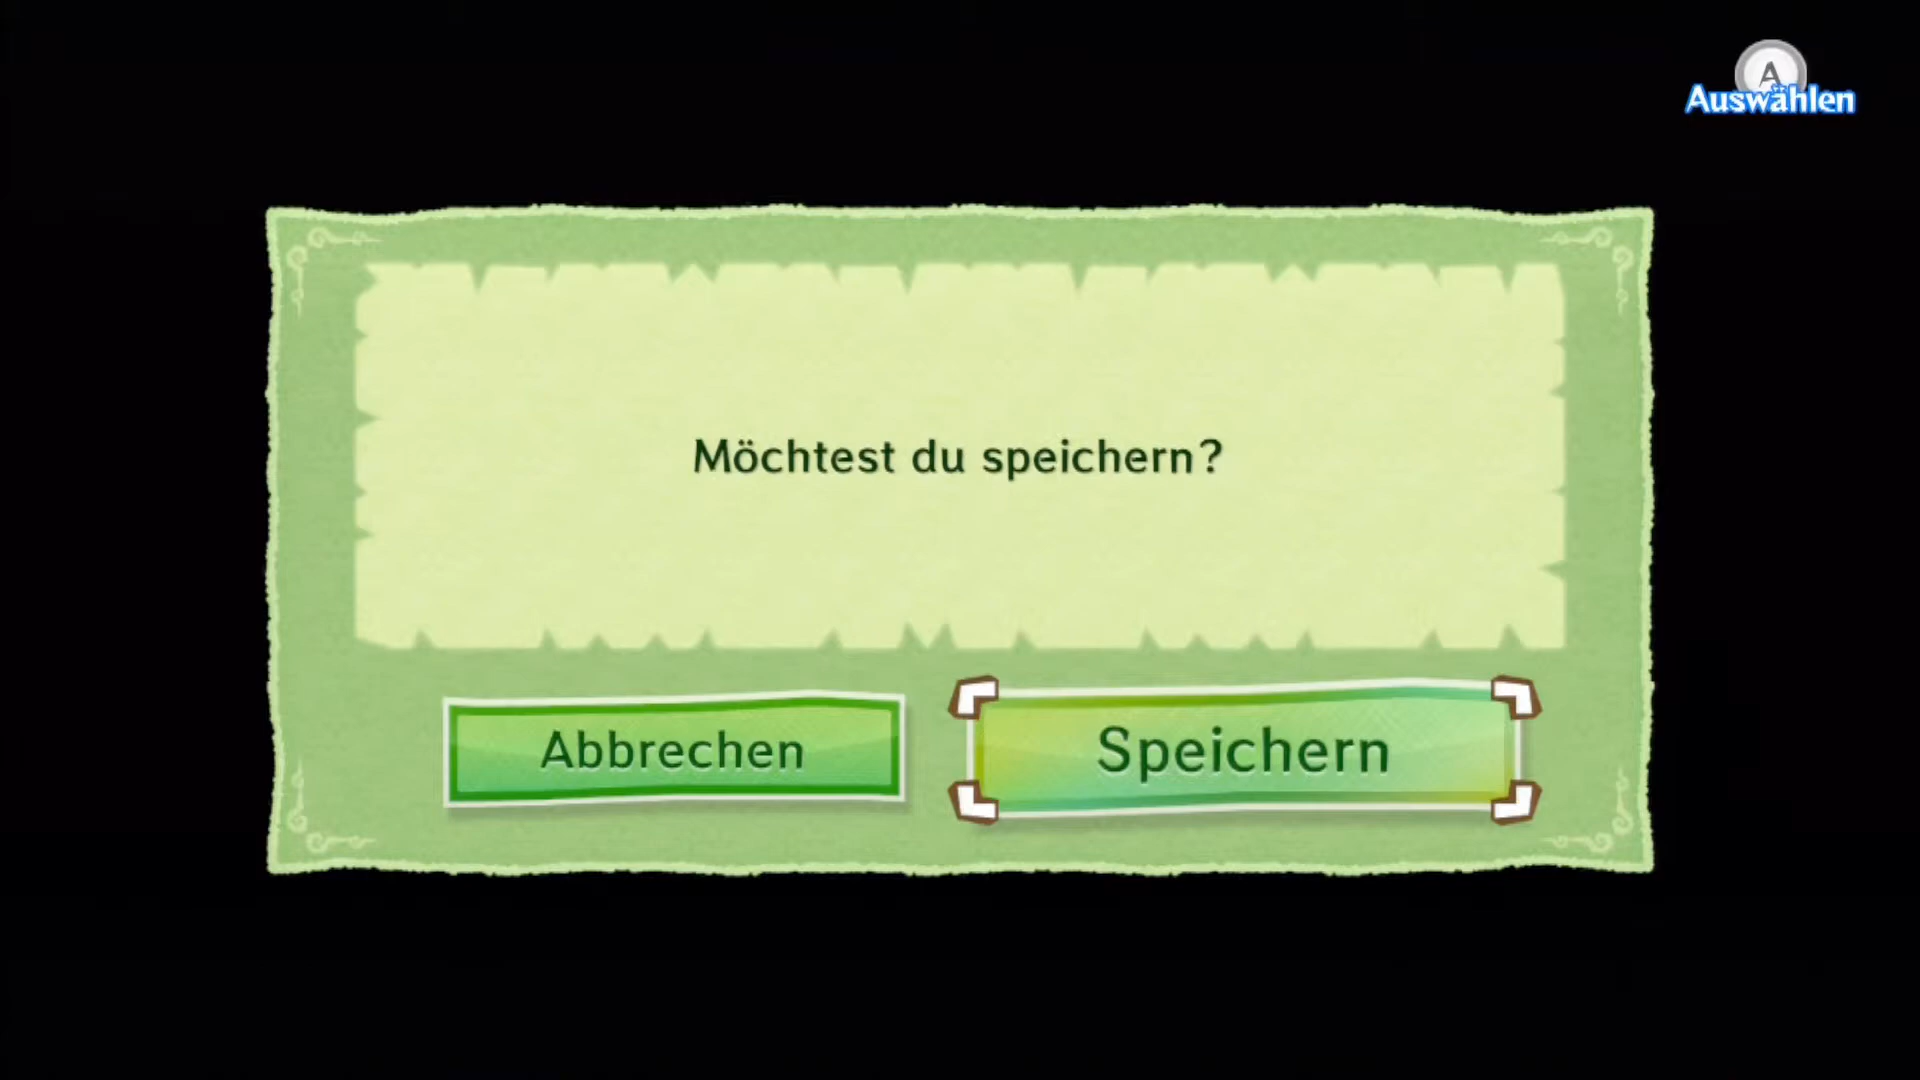 A
Auswählen
Möchtest du speichern?
Abbrechen
Speichern